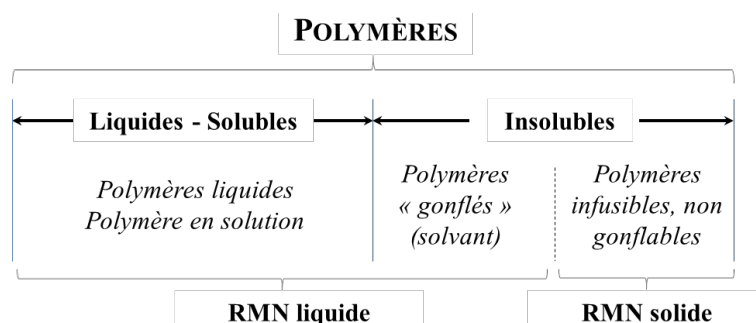 POLYMÈRES
Liquides - Solubles
Insolubles
Polymères liquides
Polymère en solution
Polymères
« gonflés »
(solvant)
Polymères
infusibles, non
gonflables
RMN liquide
RMN solide